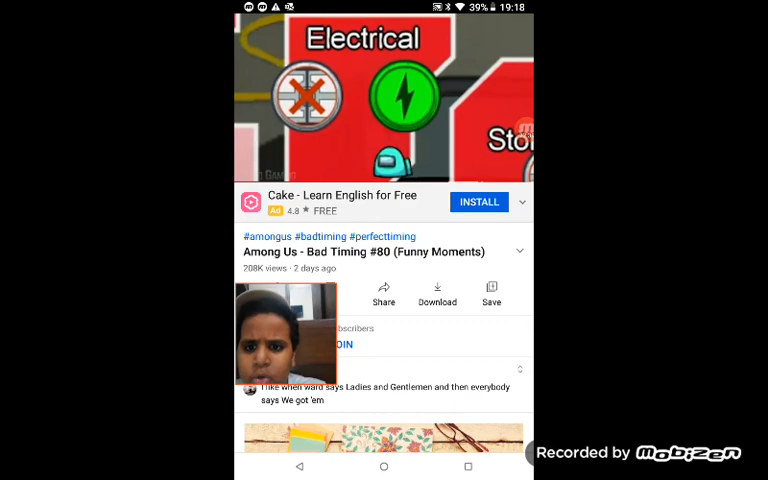 39% 19:18
Electrical
Sto
Cake - Learn English for Free
INSTALL
Ad 4.8 ★ FREE
#amongus #badtiming #perfecttiming
Among Us - Bad Timing #80 (Funny Moments)
208K views · 2 days ago
Share Download Save
bscribers
OIN
I like when ward says Ladies and Gentlemen and then everybody
says We got 'em
Recorded by Mobizen